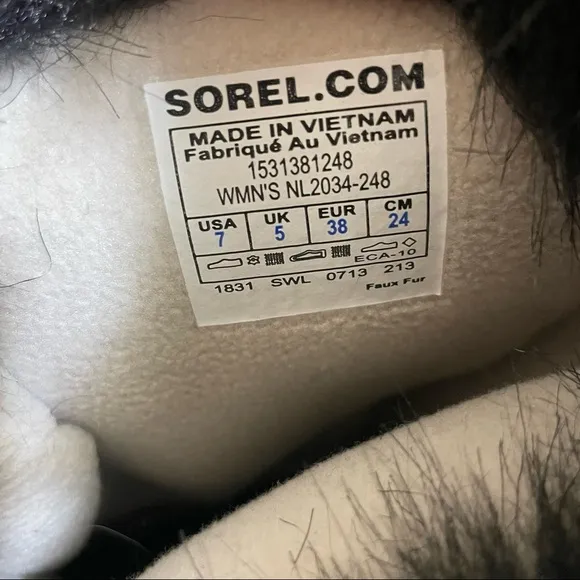 SOREL.COM
MADE IN VIETNAM
Fabriqué Au Vietnam
1531381248
WMN'S NL2034-248
USA UK EUR CM
7 5 38 24
ECA-10
1831 SWL 0713 213
Faux Fur